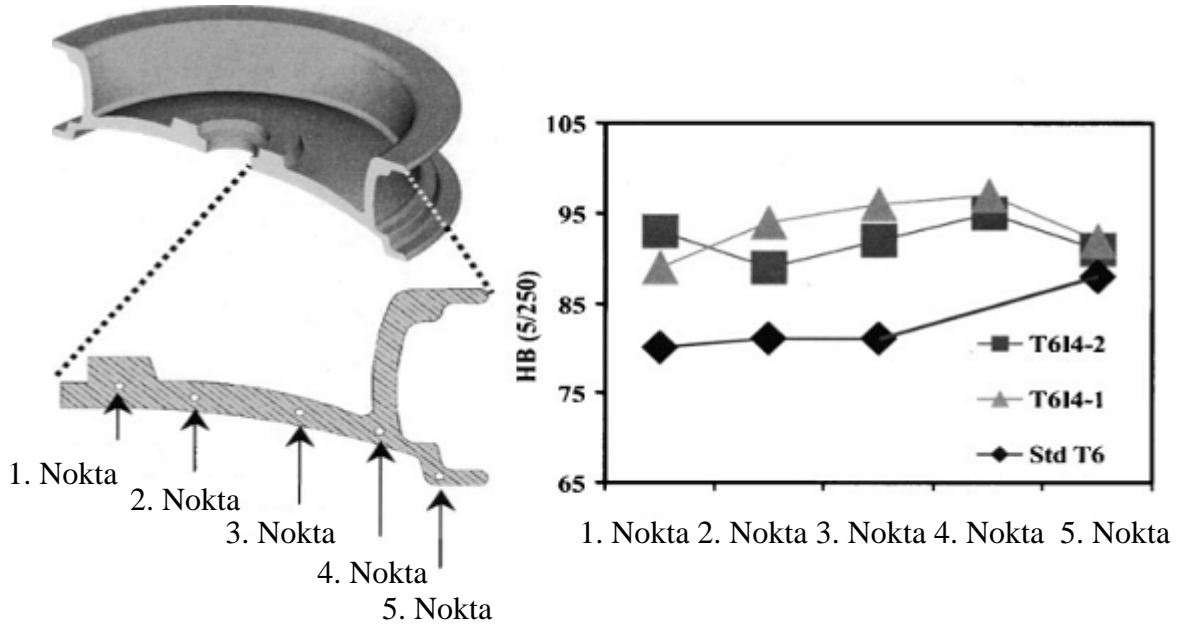 1. Nokta
2. Nokta
3. Nokta
4. Nokta
5. Nokta
HB (5/250)
105
95
85
75
65
T6I4-2
T6I4-1
Std T6
1. Nokta 2. Nokta 3. Nokta 4. Nokta 5. Nokta